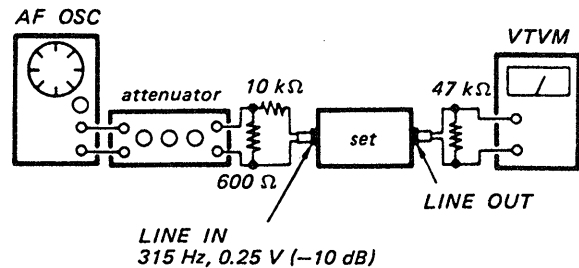 AF OSC
VTVM
attenuator
10 kΩ
47 kΩ
set
600 Ω
LINE OUT
LINE IN
315 Hz, 0.25 V (−10 dB)